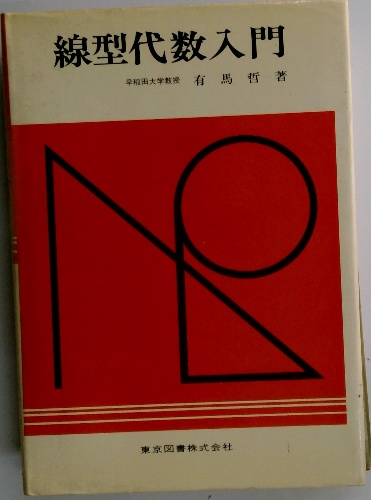 線型代数入門
早稲田大学教授 有馬哲著
東京図書株式会社